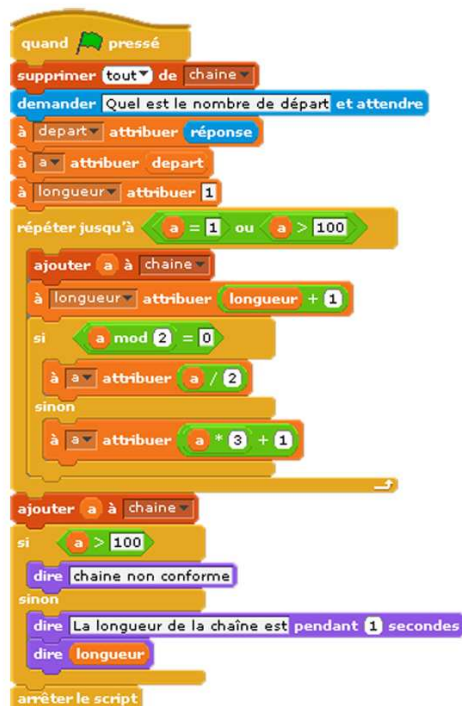 quand pressé
supprimer tout de chaine
demander Quel est le nombre de départ et attendre
à depart attribuer réponse
à a attribuer depart
à longueur attribuer 1
répéter jusqu'à a = 1 ou a > 100
ajouter a à chaine
à longueur attribuer longueur + 1
si a mod 2 = 0
à a attribuer a / 2
sinon
à a attribuer a * 3 + 1
ajouter a à chaine
si a > 100
dire chaine non conforme
sinon
dire La longueur de la chaîne est pendant 1 secondes
dire longueur
arrêter le script